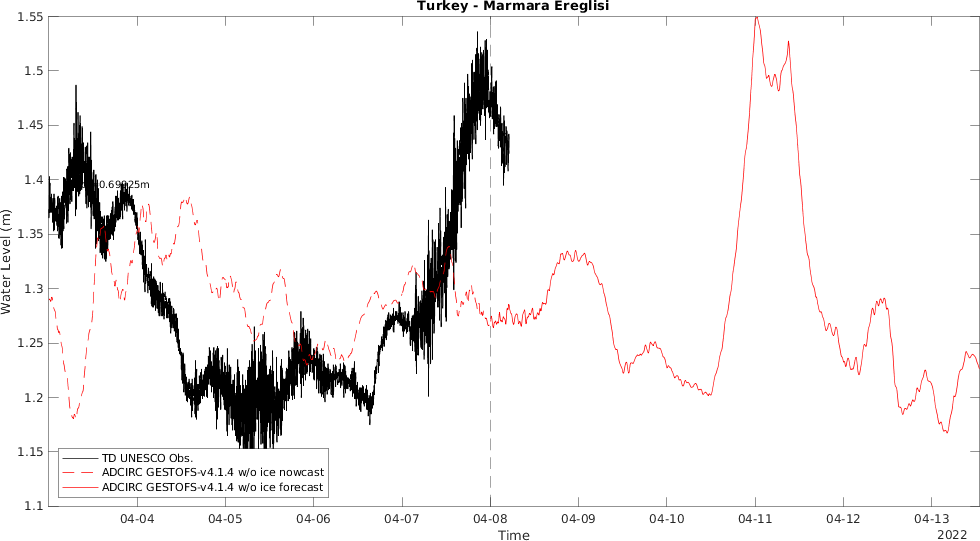 Turkey - Marmara Ereglisi
1.55
1.5
1.45
1.4
1.35
1.3
1.25
1.2
1.15
1.1
Water Level (m)
TD UNESCO Obs.
ADCIRC GESTOFS-v4.1.4 w/o ice nowcast
ADCIRC GESTOFS-v4.1.4 w/o ice forecast
04-04 04-05 04-06 04-07 04-08 04-09 04-10 04-11 04-12 04-13
Time
2022